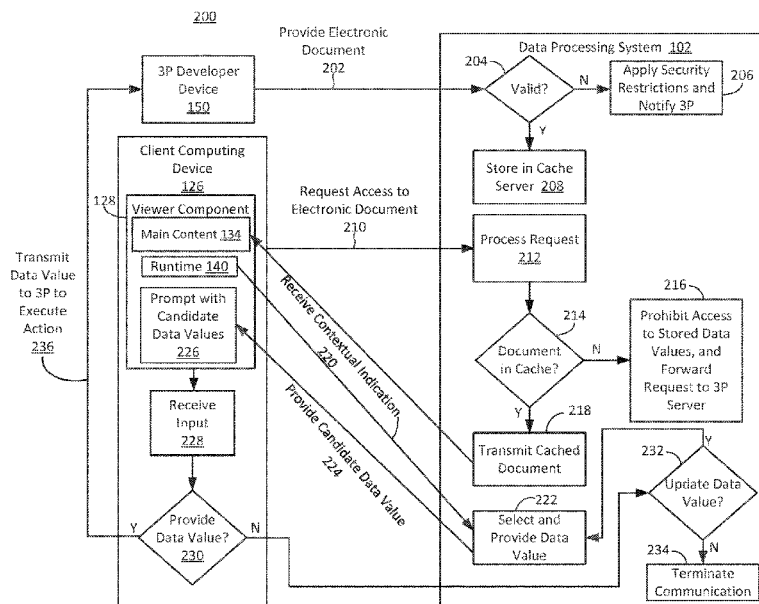 200
Provide Electronic
Document
202
Data Processing System 102
3P Developer
Device
150
204
Valid?
N
Apply Security
Restrictions and
Notify 3P
206
Y
Store in Cache
Server 208
Client Computing
Device
126
128
Viewer Component
Main Content 134
Runtime 140
Prompt with
Candidate Data
Values
226
Request Access to
Electronic Document
210
Process Request
212
Transmit
Data Value
to 3P to
Execute
Action
236
Receive Contextual Indication
220
Provide Candidate Data Value
224
214
Document
in Cache?
N
216
Prohibit Access
to Stored Data
Values, and
Forward
Request to 3P
Server
Y
218
Transmit Cached
Document
Receive
Input
228
222
Select and
Provide Data
Value
Y
232
Update Data
Value?
Y
Provide
Data Value?
230
N
N
234
Terminate
Communication